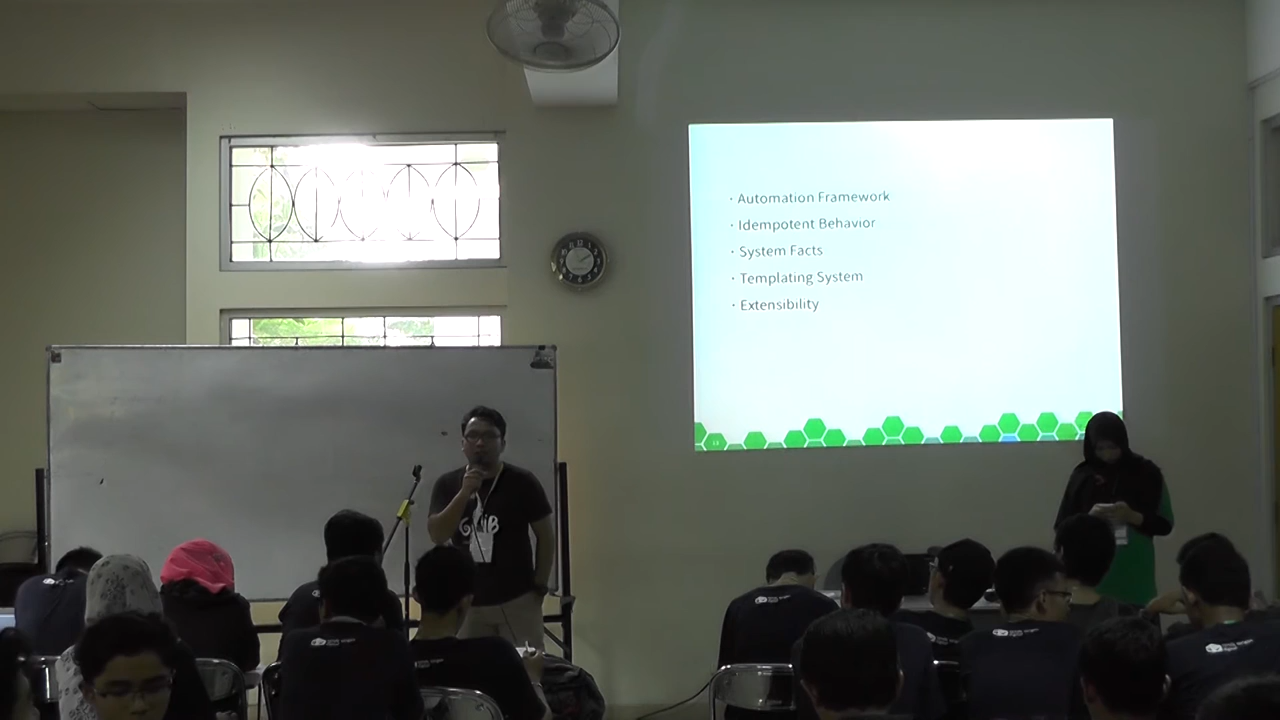 · Automation Framework
· Idempotent Behavior
· System Facts
· Templating System
· Extensibility